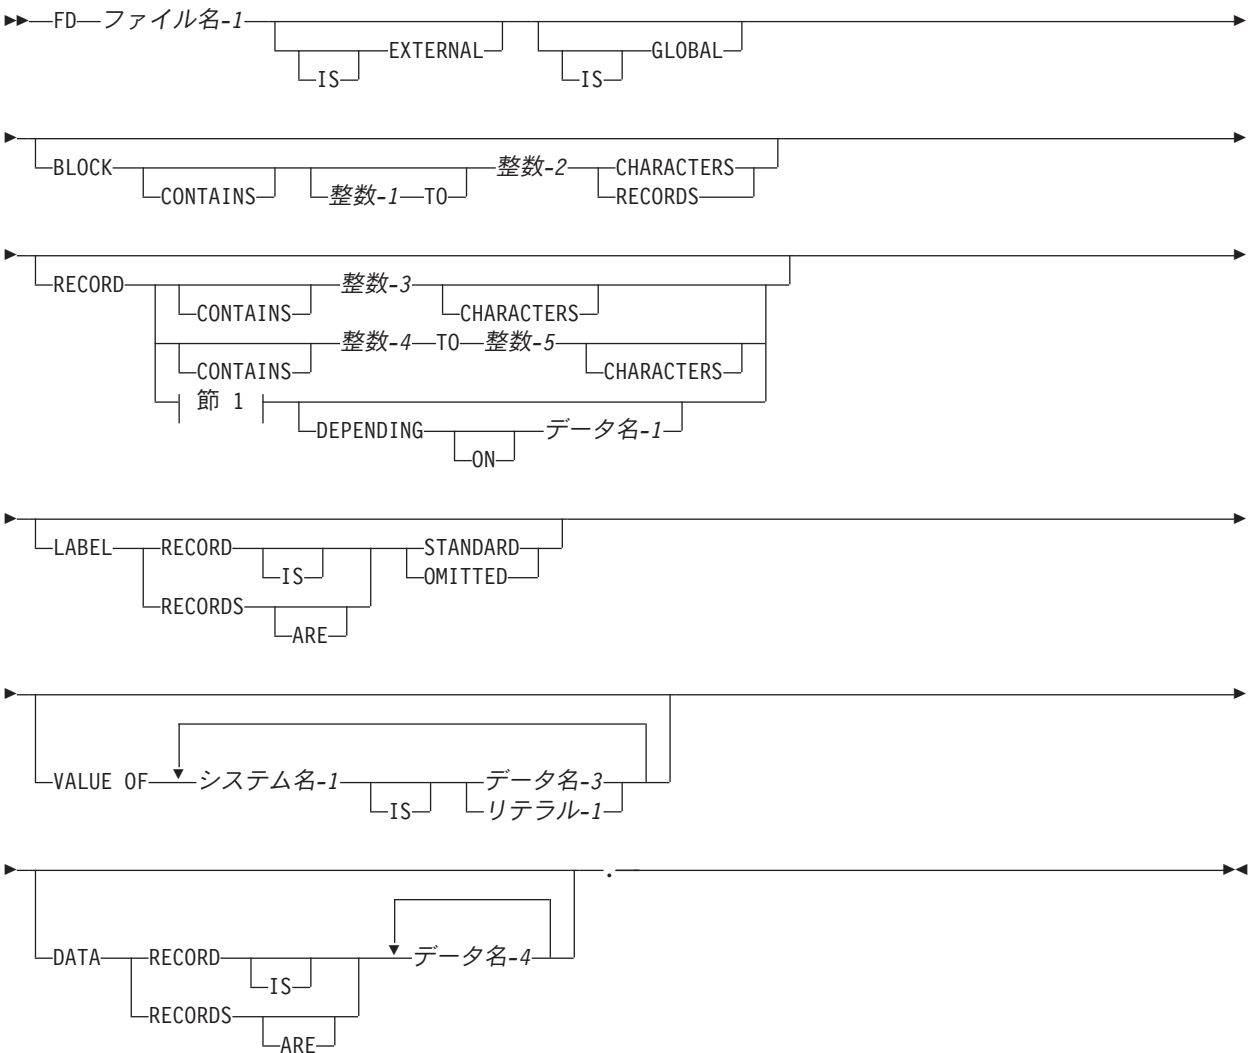 FD ファイル名-1 EXTERNAL GLOBAL
IS IS
BLOCK 整数-2 CHARACTERS
CONTAINS 整数-1 TO RECORDS
RECORD 整数-3
CONTAINS CHARACTERS
整数-4 TO 整数-5
CONTAINS CHARACTERS
節 1
DEPENDING データ名-1
ON
LABEL RECORD STANDARD
IS OMITTED
RECORDS
ARE
VALUE OF システム名-1 データ名-3
IS リテラル-1
.
DATA RECORD データ名-4
IS
RECORDS
ARE